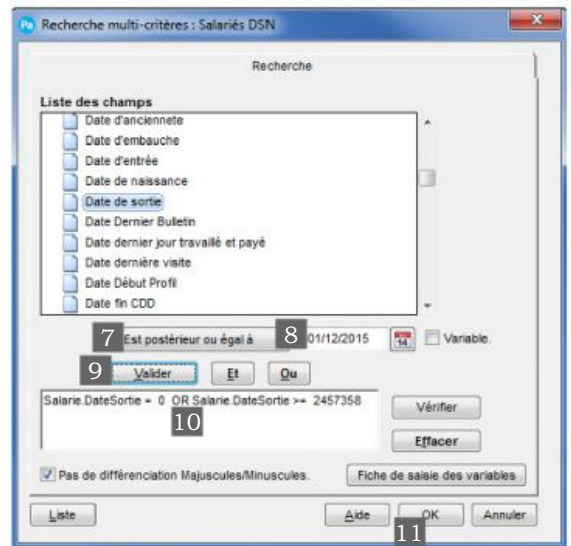 Pa Recherche multi-critères : Salariés DSN
Recherche
Liste des champs
Date d'anciennete
Date d'embauche
Date d'entrée
Date de naissance
Date de sortie
Date Dernier Bulletin
Date dernier jour travaillé et payé
Date dernière visite
Date Début Profil
Date fin CDD
7 Est postérieur ou égal à 8 01/12/2015 14 Variable.
9 Valider Et Ou
Salarie.DateSortie = 0 OR Salarie.DateSortie >= 2457358
10
Vérifier
Effacer
Pas de différenciation Majuscules/Minuscules. Fiche de saisie des variables
Liste Aide OK Annuler
11